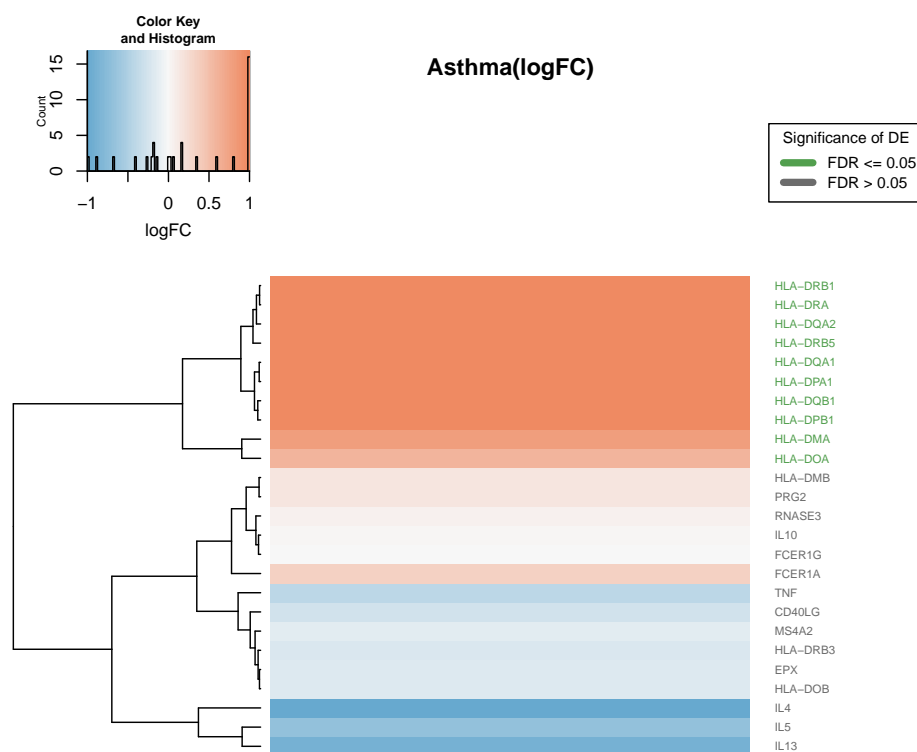 Color Key
and Histogram
Asthma(logFC)
Count
15
10
5
0
−1
0
0.5
1
logFC
Significance of DE
FDR <= 0.05
FDR > 0.05
HLA−DRB1
HLA−DRA
HLA−DQA2
HLA−DRB5
HLA−DQA1
HLA−DPA1
HLA−DQB1
HLA−DPB1
HLA−DMA
HLA−DOA
HLA−DMB
PRG2
RNASE3
IL10
FCER1G
FCER1A
TNF
CD40LG
MS4A2
HLA−DRB3
EPX
HLA−DOB
IL4
IL5
IL13